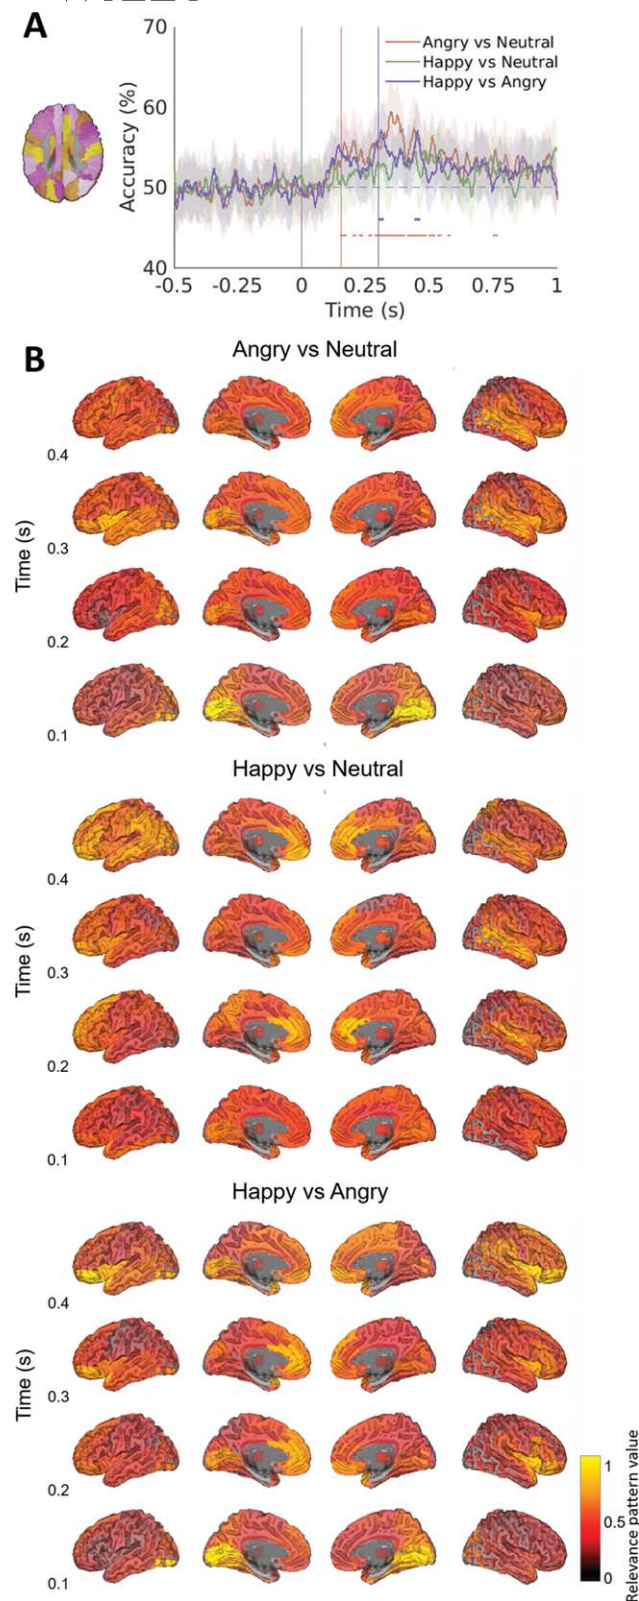 A
70
60
50
40
Accuracy (%)
Angry vs Neutral
Happy vs Neutral
Happy vs Angry
-0.5 -0.25 0 0.25 0.5 0.75 1
Time (s)
B
Angry vs Neutral
Time (s)
0.4
0.3
0.2
0.1
Happy vs Neutral
Time (s)
0.4
0.3
0.2
0.1
Happy vs Angry
Time (s)
0.4
0.3
0.2
0.1
1
0.5
0
Relevance pattern value